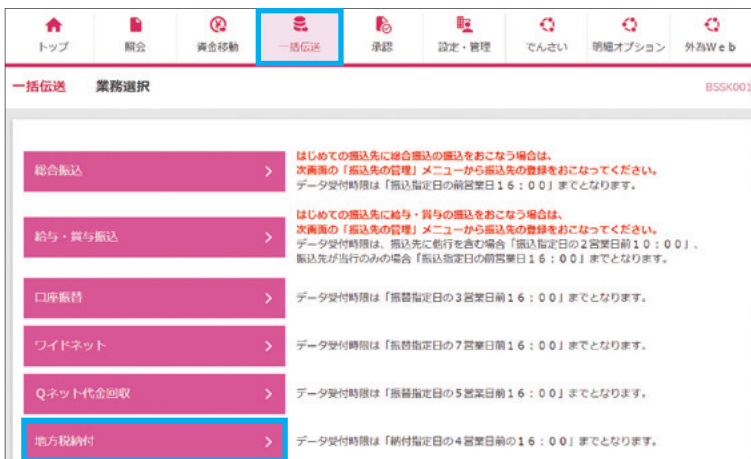 トップ
照会
資金移動
一括伝送
承認
設定・管理
でんさい
明細オプション
外為Ｗｅｂ
一括伝送 業務選択
BSSK001
総合振込
はじめての振込先に総合振込の振込をおこなう場合は、
次画面の「振込先の管理」メニューから振込先の登録をおこなってください。
データ受付時限は「振込指定日の前営業日１６：００」までとなります。
給与・賞与振込
はじめての振込先に給与・賞与の振込をおこなう場合は、
次画面の「振込先の管理」メニューから振込先の登録をおこなってください。
データ受付時限は、振込先に他行を含む場合「振込指定日の２営業日前１０：００」、
振込先が当行のみの場合「振込指定日の前営業日１６：００」までとなります。
口座振替
データ受付時限は「振替指定日の３営業日前１６：００」までとなります。
ワイドネット
データ受付時限は「振替指定日の７営業日前１６：００」までとなります。
Ｑネット代金回収
データ受付時限は「振替指定日の５営業日前１６：００」までとなります。
地方税納付
データ受付時限は「納付指定日の４営業日前の１６：００」までとなります。